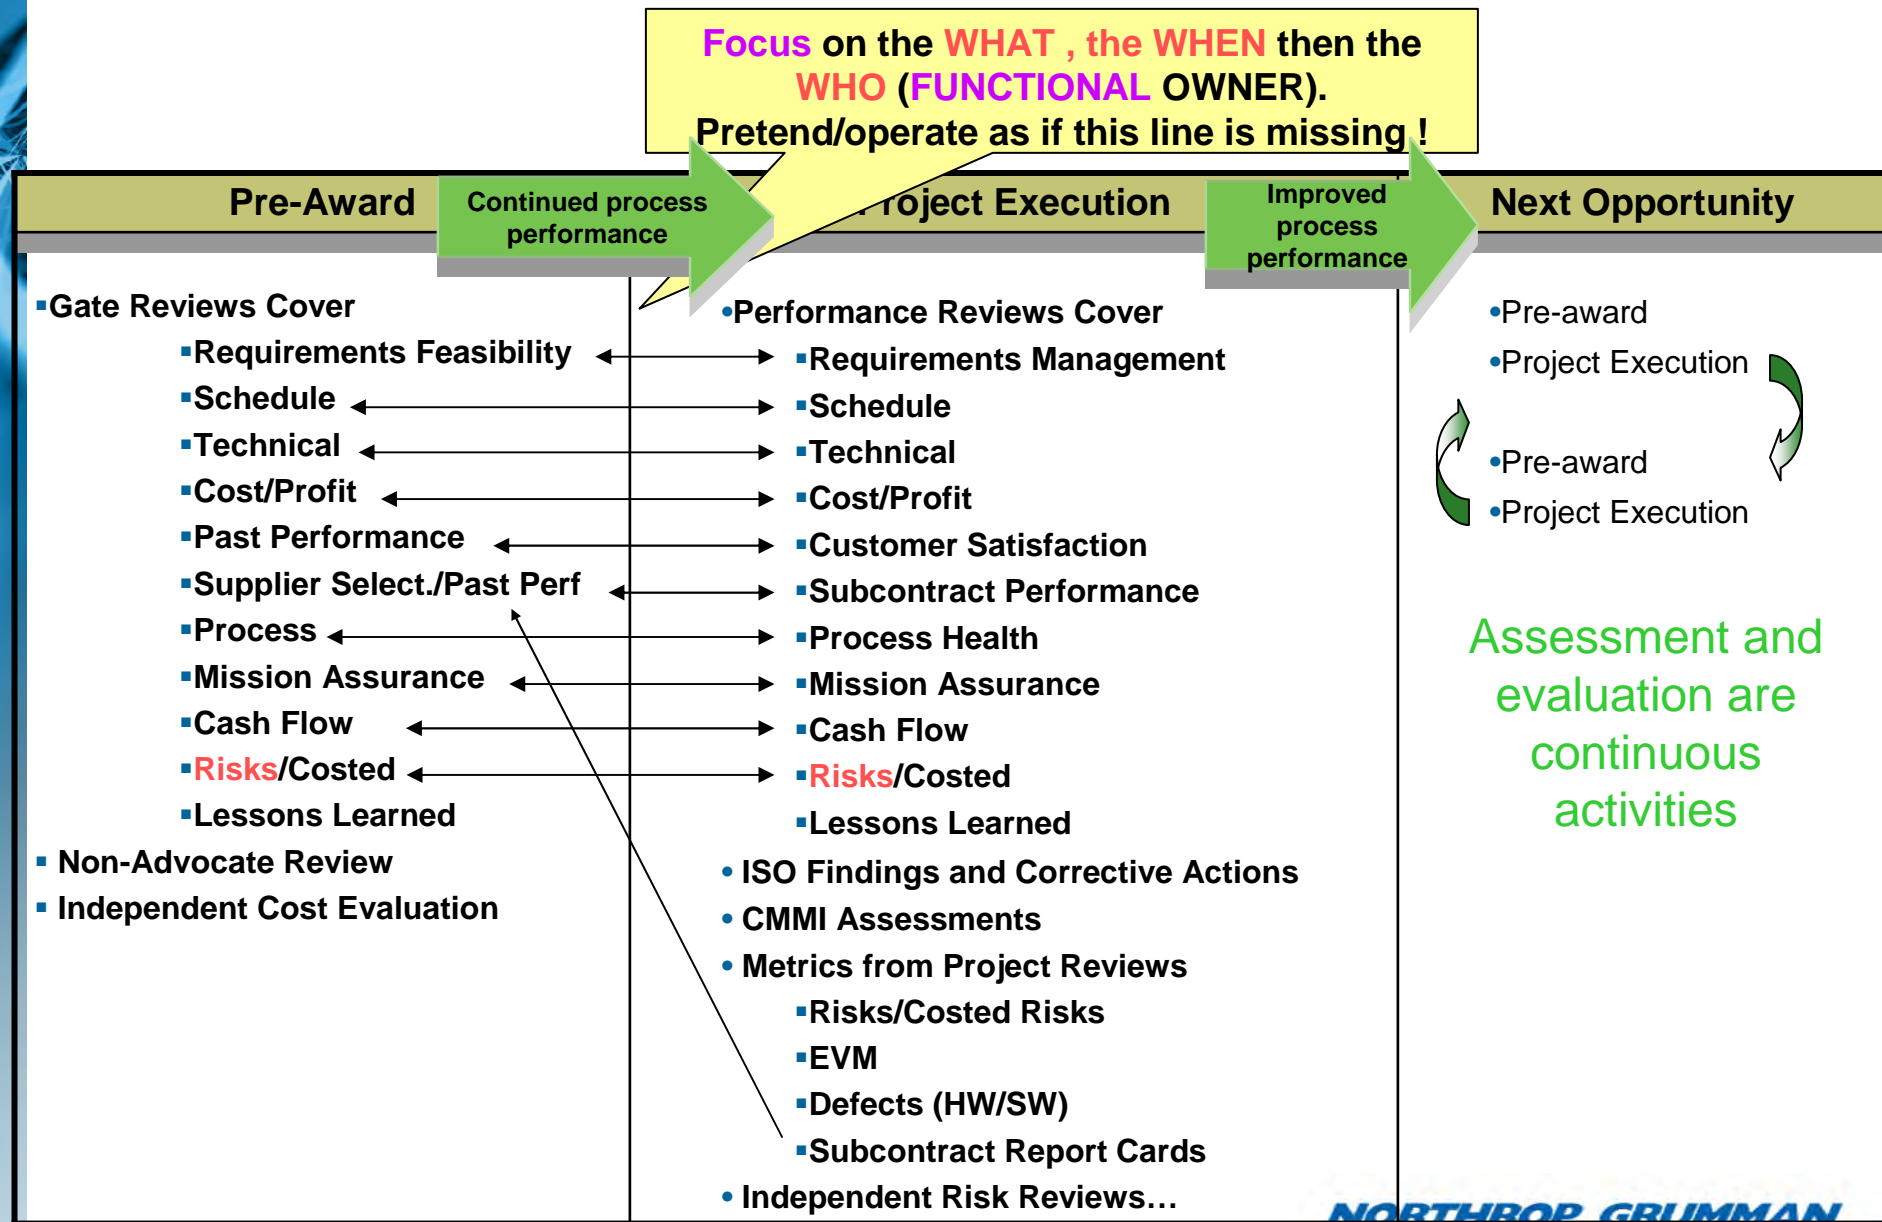 Focus on the WHAT , the WHEN then the
WHO (FUNCTIONAL OWNER).
Pretend/operate as if this line is missing !
Pre-Award
Continued process
performance
Project Execution
Improved
process
performance
Next Opportunity
▪Gate Reviews Cover
▪Requirements Feasibility
▪Schedule
▪Technical
▪Cost/Profit
▪Past Performance
▪Supplier Select./Past Perf
▪Process
▪Mission Assurance
▪Cash Flow
▪Risks/Costed
▪Lessons Learned
▪ Non-Advocate Review
▪ Independent Cost Evaluation
•Performance Reviews Cover
▪Requirements Management
▪Schedule
▪Technical
▪Cost/Profit
▪Customer Satisfaction
▪Subcontract Performance
▪Process Health
▪Mission Assurance
▪Cash Flow
▪Risks/Costed
▪Lessons Learned
• ISO Findings and Corrective Actions
• CMMI Assessments
• Metrics from Project Reviews
▪Risks/Costed Risks
▪EVM
▪Defects (HW/SW)
▪Subcontract Report Cards
• Independent Risk Reviews…
•Pre-award
•Project Execution
•Pre-award
•Project Execution
Assessment and
evaluation are
continuous
activities
NORTHROP GRUMMAN